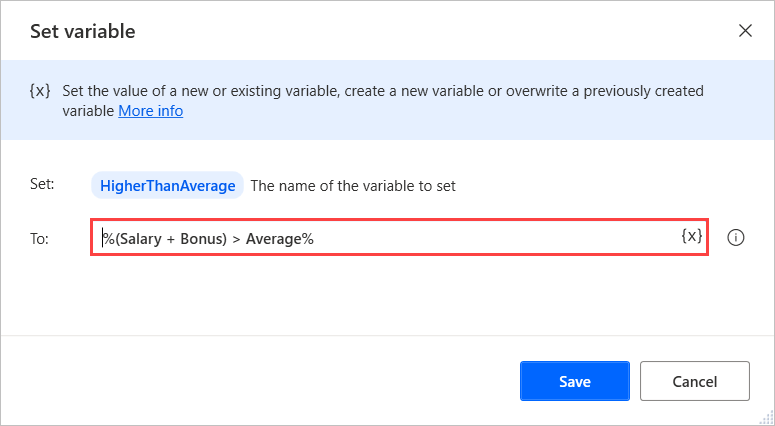 Set variable
{x} Set the value of a new or existing variable, create a new variable or overwrite a previously created
variable More info
Set: HigherThanAverage The name of the variable to set
To: %(Salary + Bonus) > Average% {x}
Save Cancel